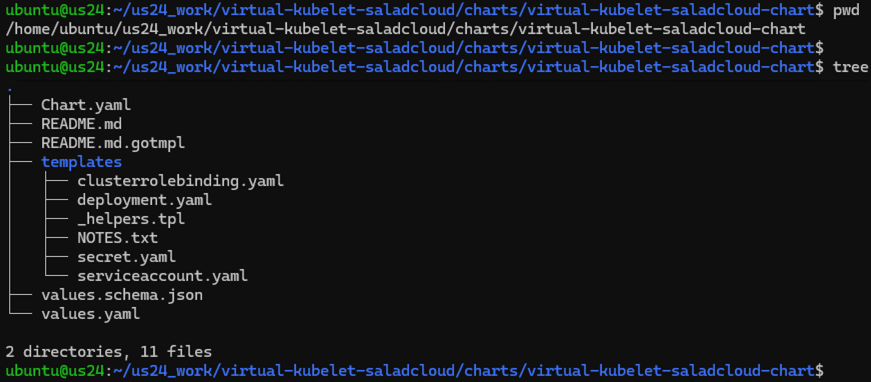 ubuntu@us24:~/us24_work/virtual-kubelet-saladcloud/charts/virtual-kubelet-saladcloud-chart$ pwd
/home/ubuntu/us24_work/virtual-kubelet-saladcloud/charts/virtual-kubelet-saladcloud-chart
ubuntu@us24:~/us24_work/virtual-kubelet-saladcloud/charts/virtual-kubelet-saladcloud-chart$
ubuntu@us24:~/us24_work/virtual-kubelet-saladcloud/charts/virtual-kubelet-saladcloud-chart$ tree
.
├── Chart.yaml
├── README.md
├── README.md.gotmpl
├── templates
│   ├── clusterrolebinding.yaml
│   ├── deployment.yaml
│   ├── _helpers.tpl
│   ├── NOTES.txt
│   ├── secret.yaml
│   └── serviceaccount.yaml
├── values.schema.json
└── values.yaml
2 directories, 11 files
ubuntu@us24:~/us24_work/virtual-kubelet-saladcloud/charts/virtual-kubelet-saladcloud-chart$